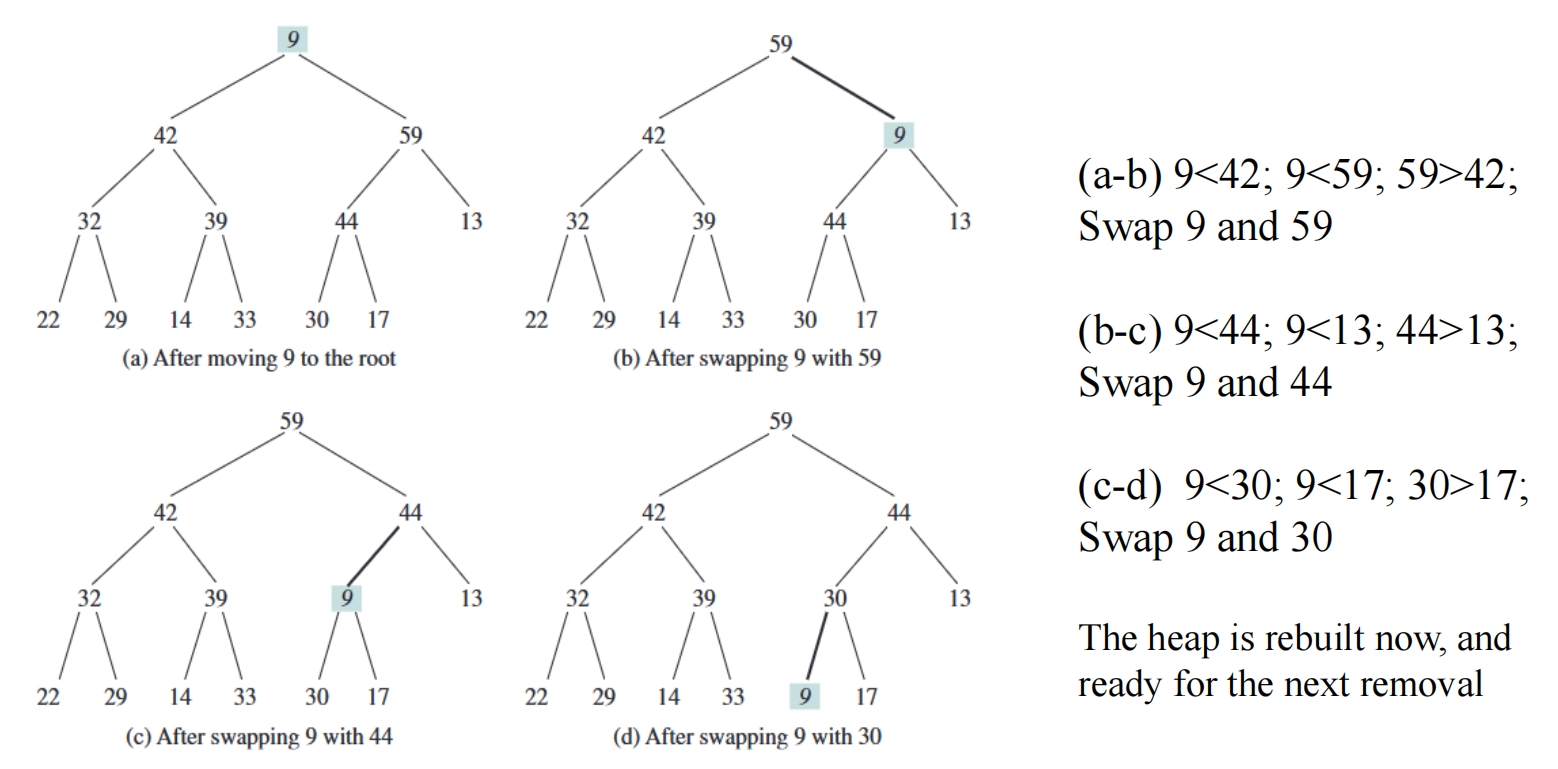 9
42 59
32 39 44 13
22 29 14 33 30 17
(a) After moving 9 to the root
59
42 9
32 39 44 13
22 29 14 33 30 17
(b) After swapping 9 with 59
59
42 44
32 39 9 13
22 29 14 33 30 17
(c) After swapping 9 with 44
59
42 44
32 39 30 13
22 29 14 33 9 17
(d) After swapping 9 with 30
(a-b) 9<42; 9<59; 59>42;
Swap 9 and 59
(b-c) 9<44; 9<13; 44>13;
Swap 9 and 44
(c-d) 9<30; 9<17; 30>17;
Swap 9 and 30
The heap is rebuilt now, and
ready for the next removal